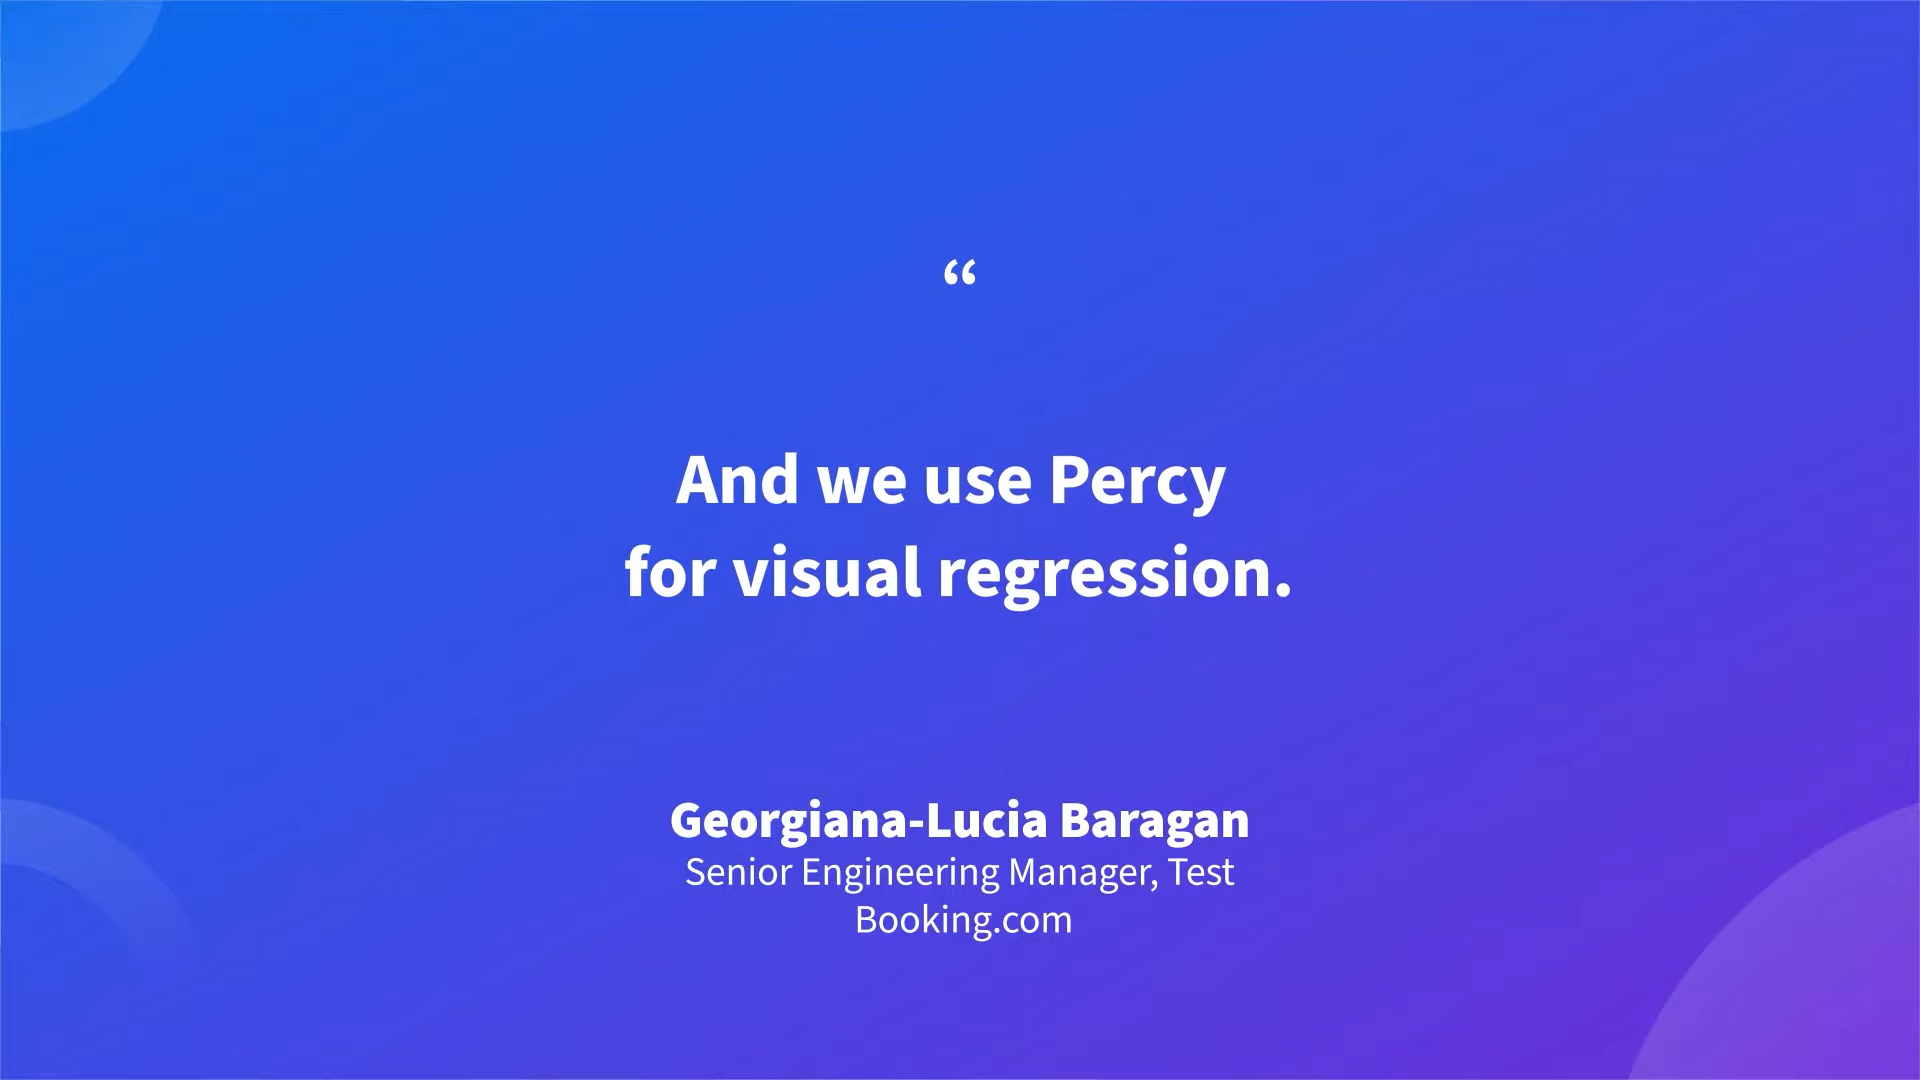 “
And we use Percy
for visual regression.
Georgiana-Lucia Baragan
Senior Engineering Manager, Test
Booking.com